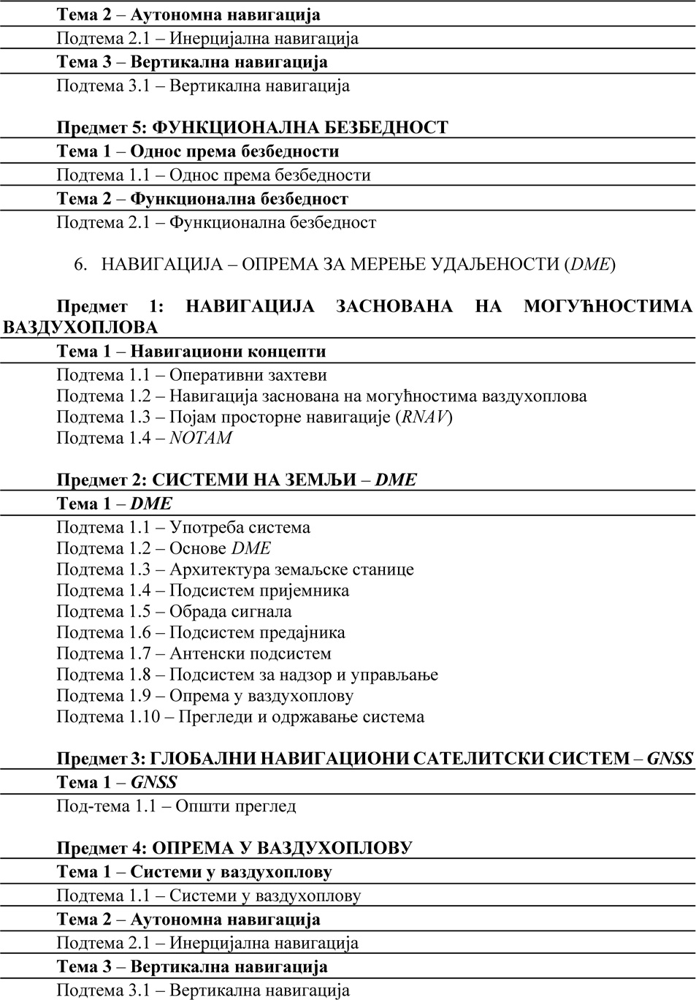 Тема 2 – Аутономна навигација
Подтема 2.1 – Инерцијална навигација
Тема 3 – Вертикална навигација
Подтема 3.1 – Вертикална навигација
Предмет 5: ФУНКЦИОНАЛНА БЕЗБЕДНОСТ
Тема 1 – Однос према безбедности
Подтема 1.1 – Однос према безбедности
Тема 2 – Функционална безбедност
Подтема 2.1 – Функционална безбедност
6. НАВИГАЦИЈА – ОПРЕМА ЗА МЕРЕЊЕ УДАЉЕНОСТИ (DME)
Предмет 1: НАВИГАЦИЈА ЗАСНОВАНА НА МОГУЋНОСТИМА
ВАЗДУХОПЛОВА
Тема 1 – Навигациони концепти
Подтема 1.1 – Оперативни захтеви
Подтема 1.2 – Навигација заснована на могућностима ваздухоплова
Подтема 1.3 – Појам просторне навигације (RNAV)
Подтема 1.4 – NOTAM
Предмет 2: СИСТЕМИ НА ЗЕМЉИ – DME
Тема 1 – DME
Подтема 1.1 – Употреба система
Подтема 1.2 – Основе DME
Подтема 1.3 – Архитектура земаљске станице
Подтема 1.4 – Подсистем пријемника
Подтема 1.5 – Обрада сигнала
Подтема 1.6 – Подсистем предајника
Подтема 1.7 – Антенски подсистем
Подтема 1.8 – Подсистем за надзор и управљање
Подтема 1.9 – Опрема у ваздухоплову
Подтема 1.10 – Прегледи и одржавање система
Предмет 3: ГЛОБАЛНИ НАВИГАЦИОНИ САТЕЛИТСКИ СИСТЕМ – GNSS
Тема 1 – GNSS
Под-тема 1.1 – Општи преглед
Предмет 4: ОПРЕМА У ВАЗДУХОПЛОВУ
Тема 1 – Системи у ваздухоплову
Подтема 1.1 – Системи у ваздухоплову
Тема 2 – Аутономна навигација
Подтема 2.1 – Инерцијална навигација
Тема 3 – Вертикална навигација
Подтема 3.1 – Вертикална навигација